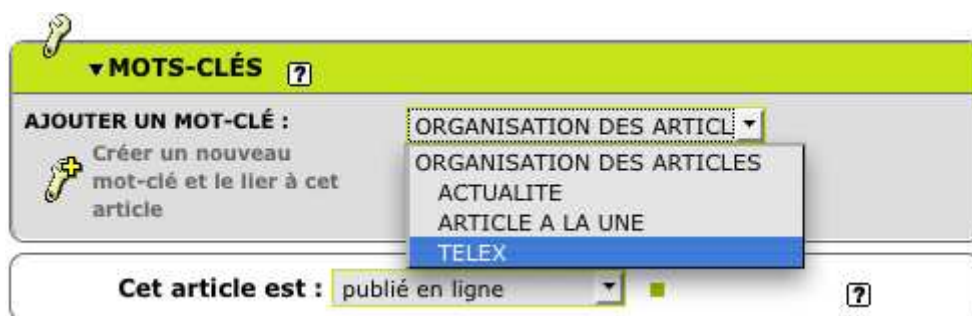 ▾MOTS-CLÉS ?
AJOUTER UN MOT-CLÉ :
ORGANISATION DES ARTICL
Créer un nouveau
mot-clé et le lier à cet
article
ORGANISATION DES ARTICLES
ACTUALITE
ARTICLE A LA UNE
TELEX
Cet article est : publié en ligne ?